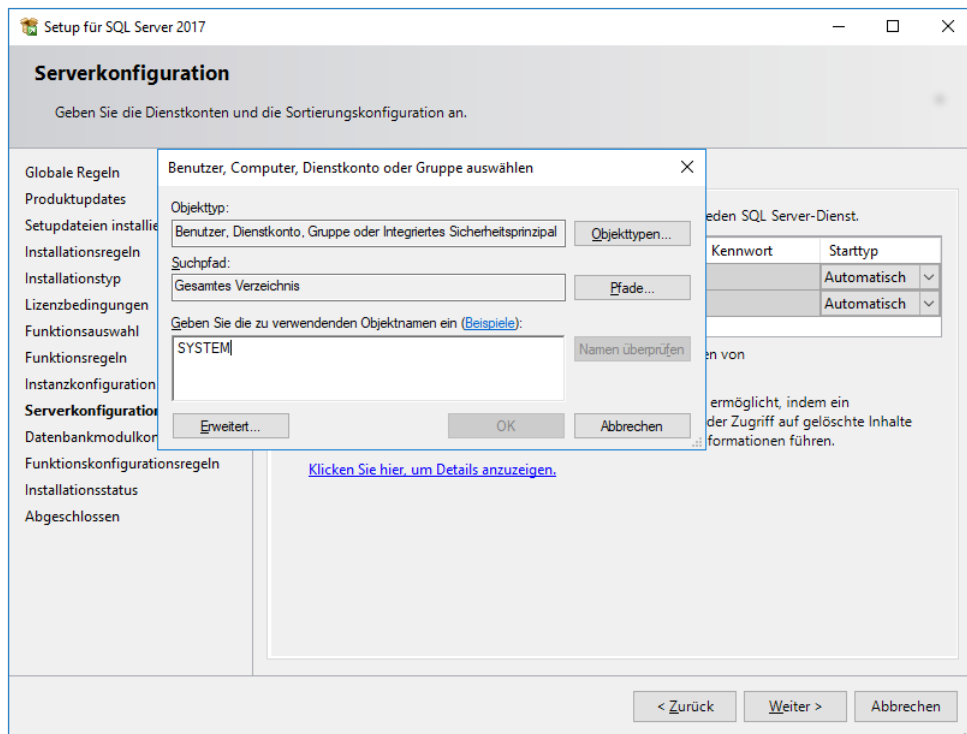 Setup für SQL Server 2017
Serverkonfiguration
Geben Sie die Dienstkonten und die Sortierungskonfiguration an.
Globale Regeln
Produktupdates
Setupdateien installie
Installationsregeln
Installationstyp
Lizenzbedingungen
Funktionsauswahl
Funktionsregeln
Instanzkonfiguration
Serverkonfiguration
Datenbankmodulkon
Funktionskonfigurationsregeln
Installationsstatus
Abgeschlossen
Benutzer, Computer, Dienstkonto oder Gruppe auswählen
Objekttyp:
Benutzer, Dienstkonto, Gruppe oder Integriertes Sicherheitsprinzipal
Objekttypen...
Suchpfad:
Gesamtes Verzeichnis
Pfade...
Geben Sie die zu verwendenden Objektnamen ein (Beispiele):
SYSTEM
Namen überprüfen
Erweitert...
OK
Abbrechen
eden SQL Server-Dienst.
Kennwort Starttyp
Automatisch
Automatisch
en von
ermöglicht, indem ein
der Zugriff auf gelöschte Inhalte
formationen führen.
Klicken Sie hier, um Details anzuzeigen.
< Zurück
Weiter >
Abbrechen